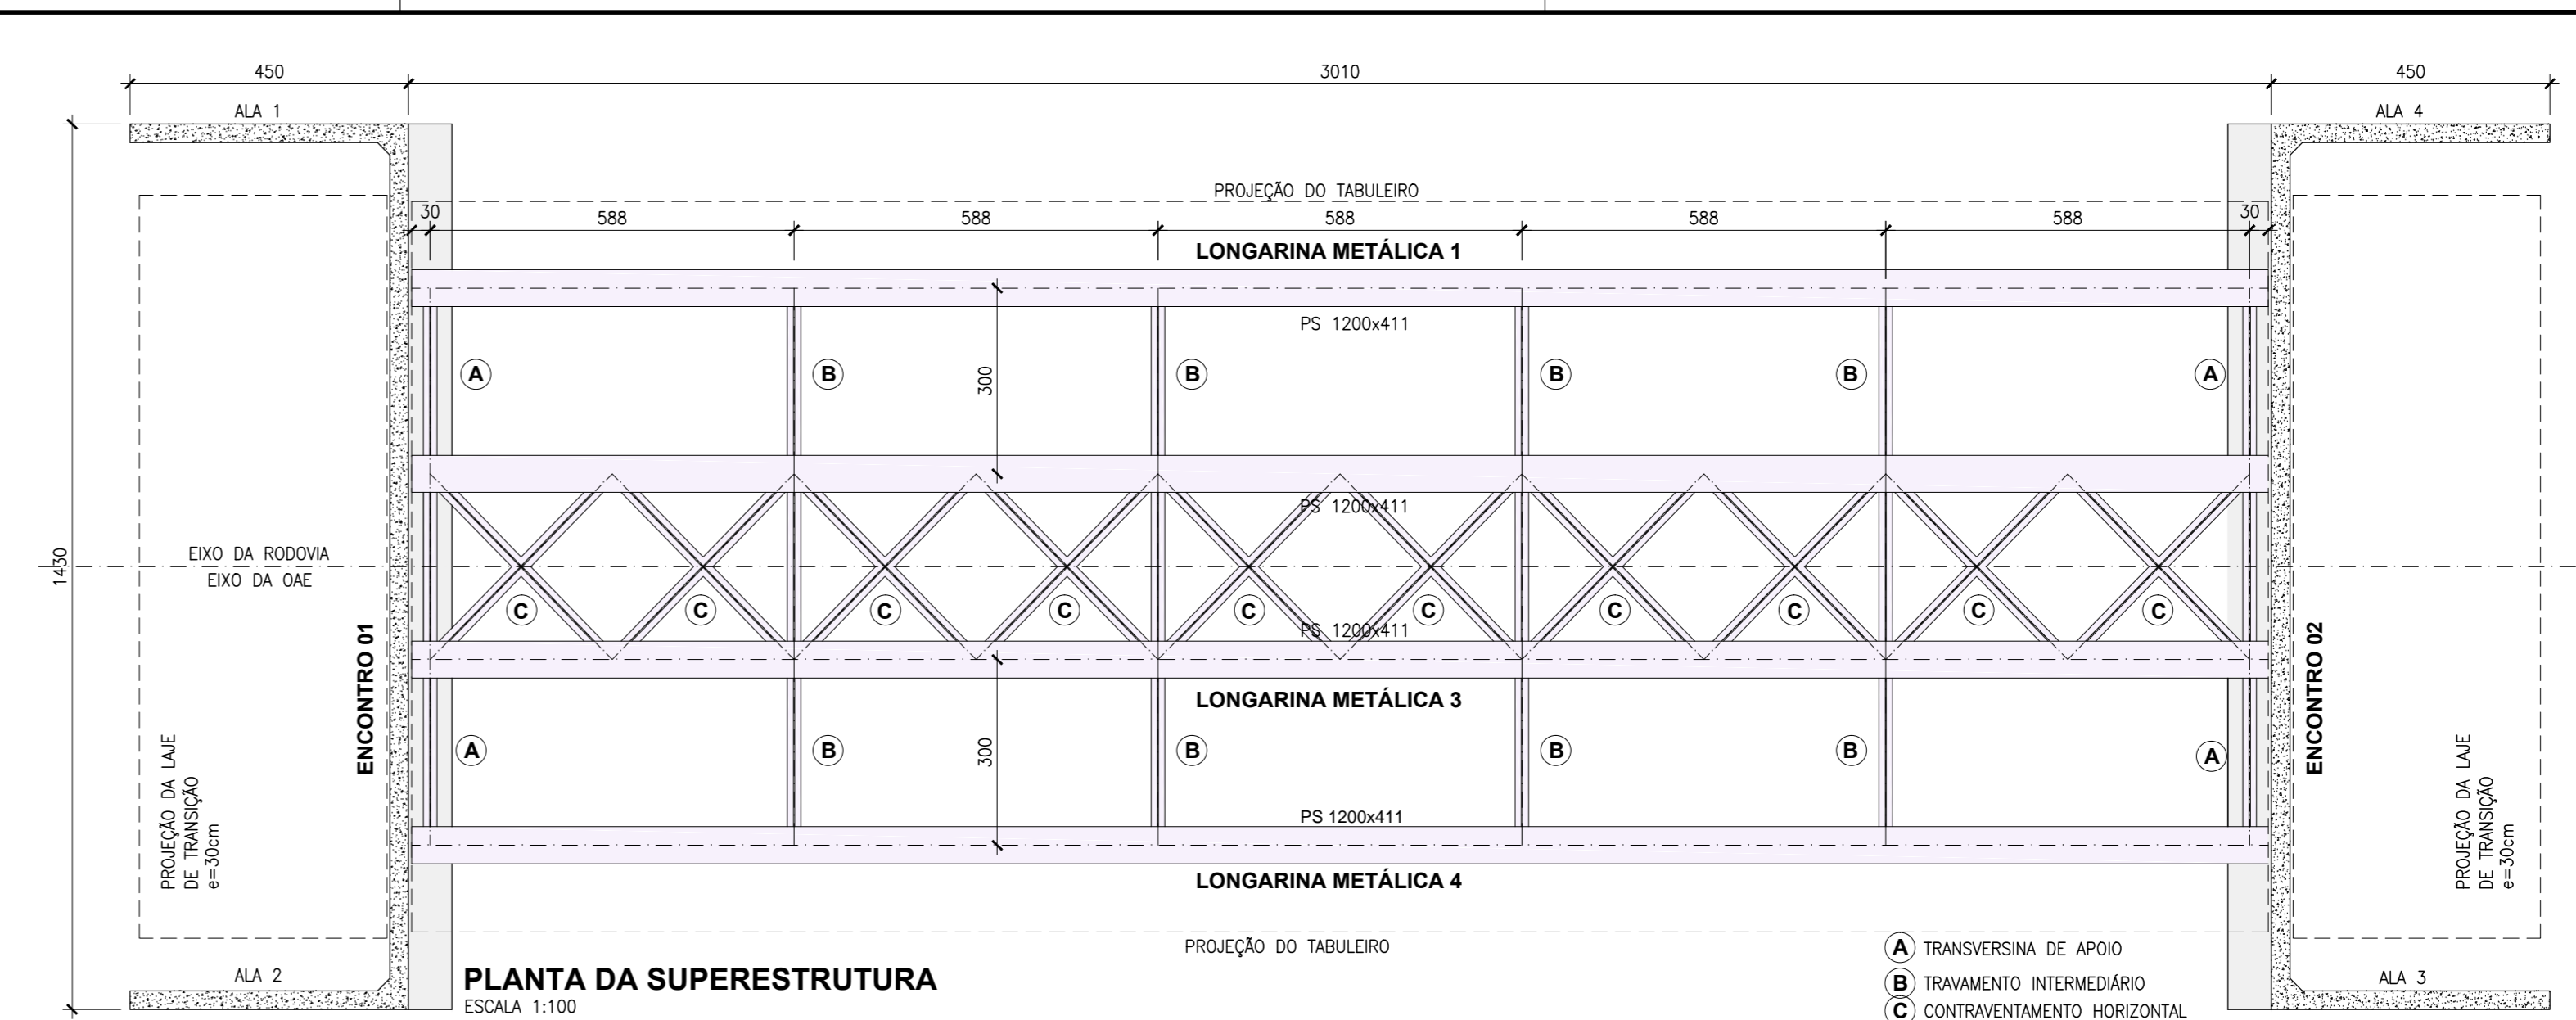 450
3010
450
ALA 1
ALA 4
PROJEÇÃO DO TABULEIRO
30
588
588
588
588
588
30
LONGARINA METÁLICA 1
PS 1200x411
A
B
B
B
B
A
300
1430
PS 1200x411
EIXO DA RODOVIA
EIXO DA OAE
C
C
C
C
C
C
C
C
C
C
PS 1200x411
ENCONTRO 01
ENCONTRO 02
LONGARINA METÁLICA 3
A
B
B
B
B
A
300
PROJEÇÃO DA LAJE
DE TRANSIÇÃO
e=30cm
PROJEÇÃO DA LAJE
DE TRANSIÇÃO
e=30cm
PS 1200x411
LONGARINA METÁLICA 4
PROJEÇÃO DO TABULEIRO
ALA 2
PLANTA DA SUPERESTRUTURA
ESCALA 1:100
A TRANSVERSINA DE APOIO
B TRAVAMENTO INTERMEDIÁRIO
C CONTRAVENTAMENTO HORIZONTAL
ALA 3